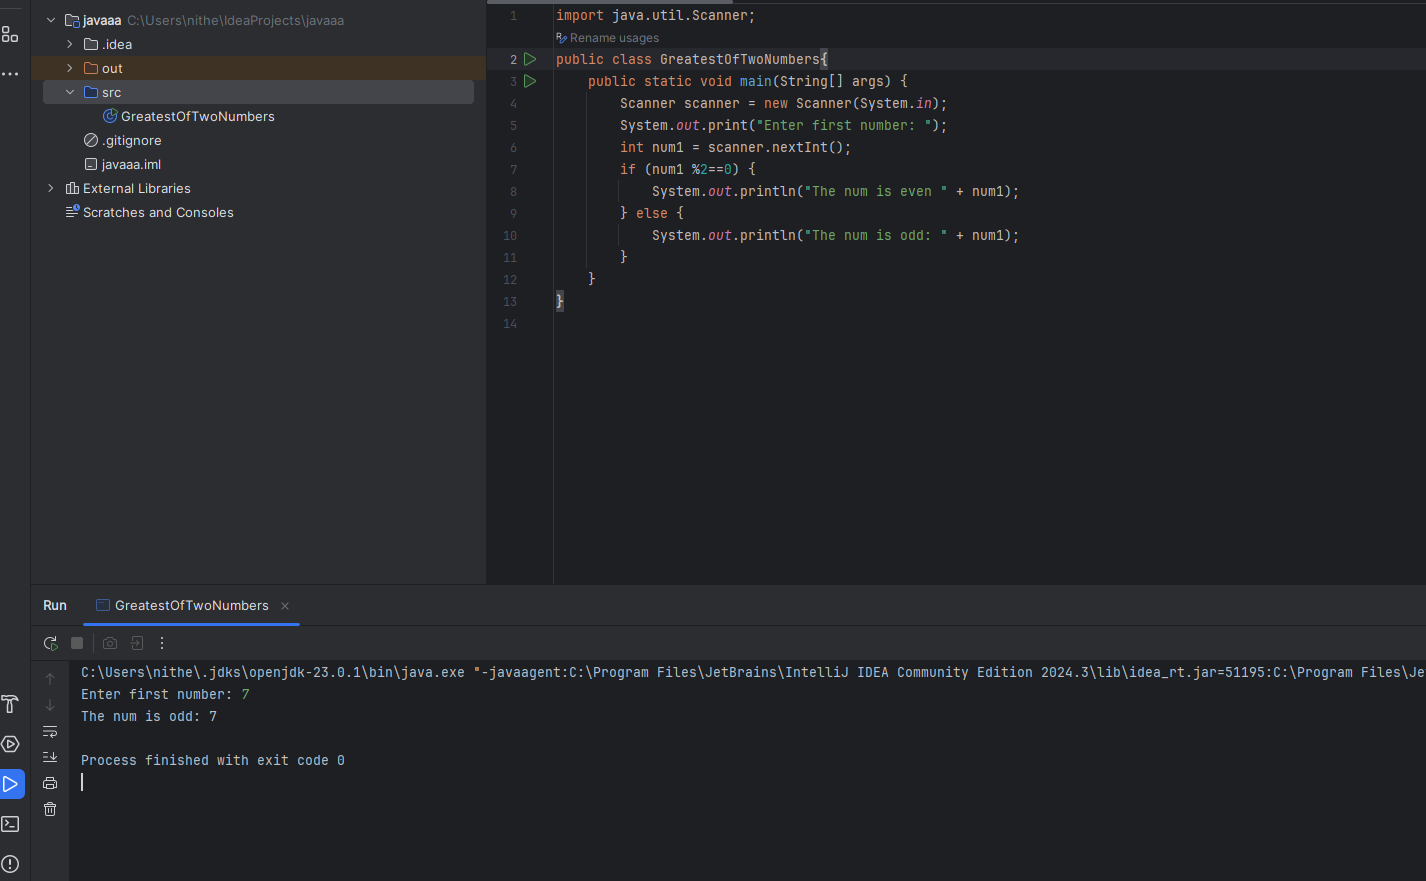 javaaa C:\Users\nithe\IdeaProjects\javaaa
.idea
out
src
GreatestOfTwoNumbers
.gitignore
javaaa.iml
External Libraries
Scratches and Consoles
1 import java.util.Scanner;
Rename usages
2 public class GreatestOfTwoNumbers{
3 public static void main(String[] args) {
4 Scanner scanner = new Scanner(System.in);
5 System.out.print("Enter first number: ");
6 int num1 = scanner.nextInt();
7 if (num1 %2==0) {
8 System.out.println("The num is even " + num1);
9 } else {
10 System.out.println("The num is odd: " + num1);
11 }
12 }
13 }
14
Run GreatestOfTwoNumbers
C:\Users\nithe\.jdks\openjdk-23.0.1\bin\java.exe "-javaagent:C:\Program Files\JetBrains\IntelliJ IDEA Community Edition 2024.3\lib\idea_rt.jar=51195:C:\Program Files\Je
Enter first number: 7
The num is odd: 7
Process finished with exit code 0